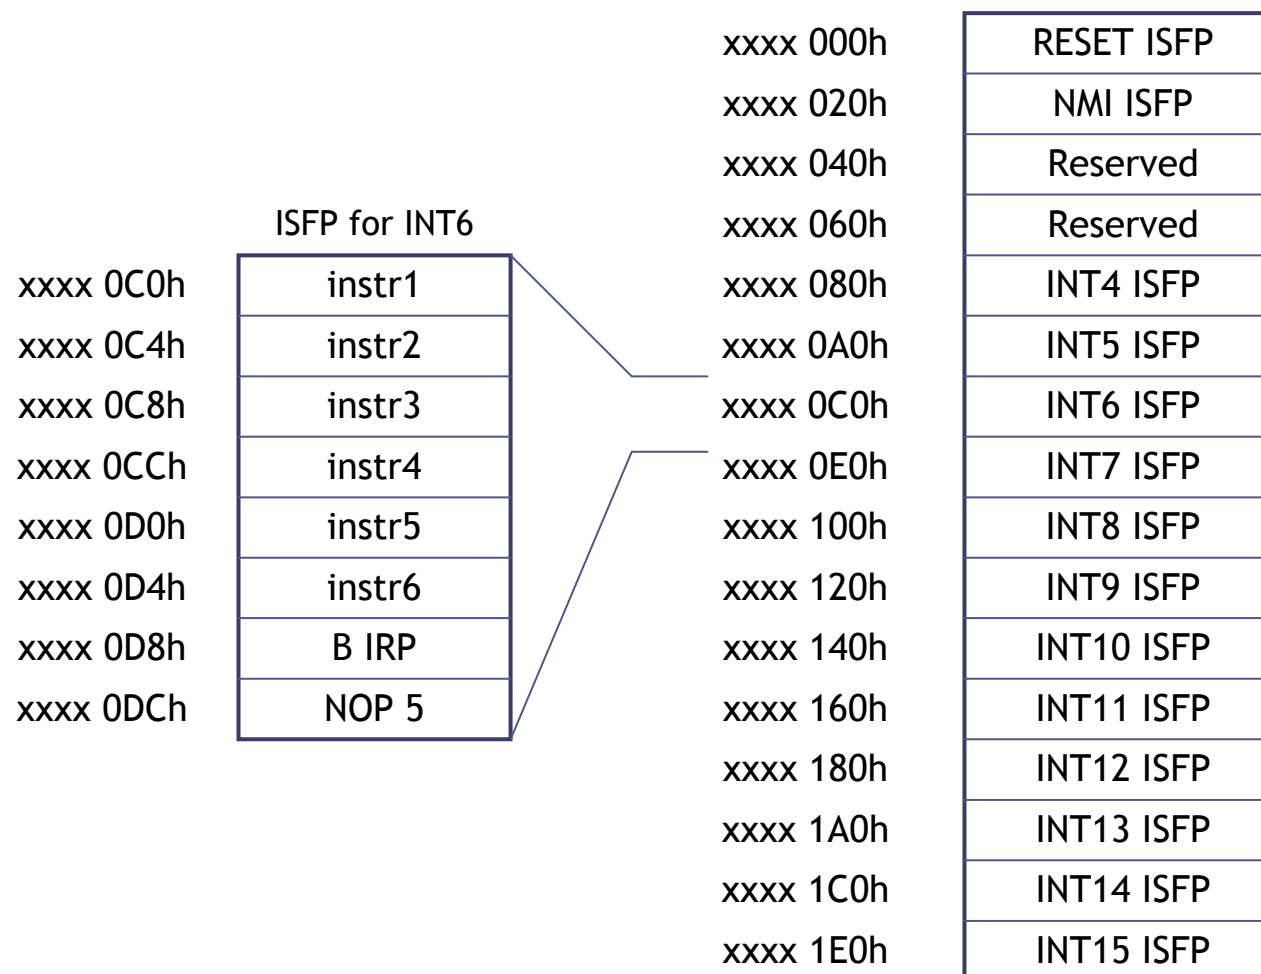 xxxx 000h RESET ISFP
xxxx 020h NMI ISFP
xxxx 040h Reserved
xxxx 060h Reserved
xxxx 080h INT4 ISFP
xxxx 0A0h INT5 ISFP
xxxx 0C0h INT6 ISFP
xxxx 0E0h INT7 ISFP
xxxx 100h INT8 ISFP
xxxx 120h INT9 ISFP
xxxx 140h INT10 ISFP
xxxx 160h INT11 ISFP
xxxx 180h INT12 ISFP
xxxx 1A0h INT13 ISFP
xxxx 1C0h INT14 ISFP
xxxx 1E0h INT15 ISFP
ISFP for INT6
xxxx 0C0h instr1
xxxx 0C4h instr2
xxxx 0C8h instr3
xxxx 0CCh instr4
xxxx 0D0h instr5
xxxx 0D4h instr6
xxxx 0D8h B IRP
xxxx 0DCh NOP 5